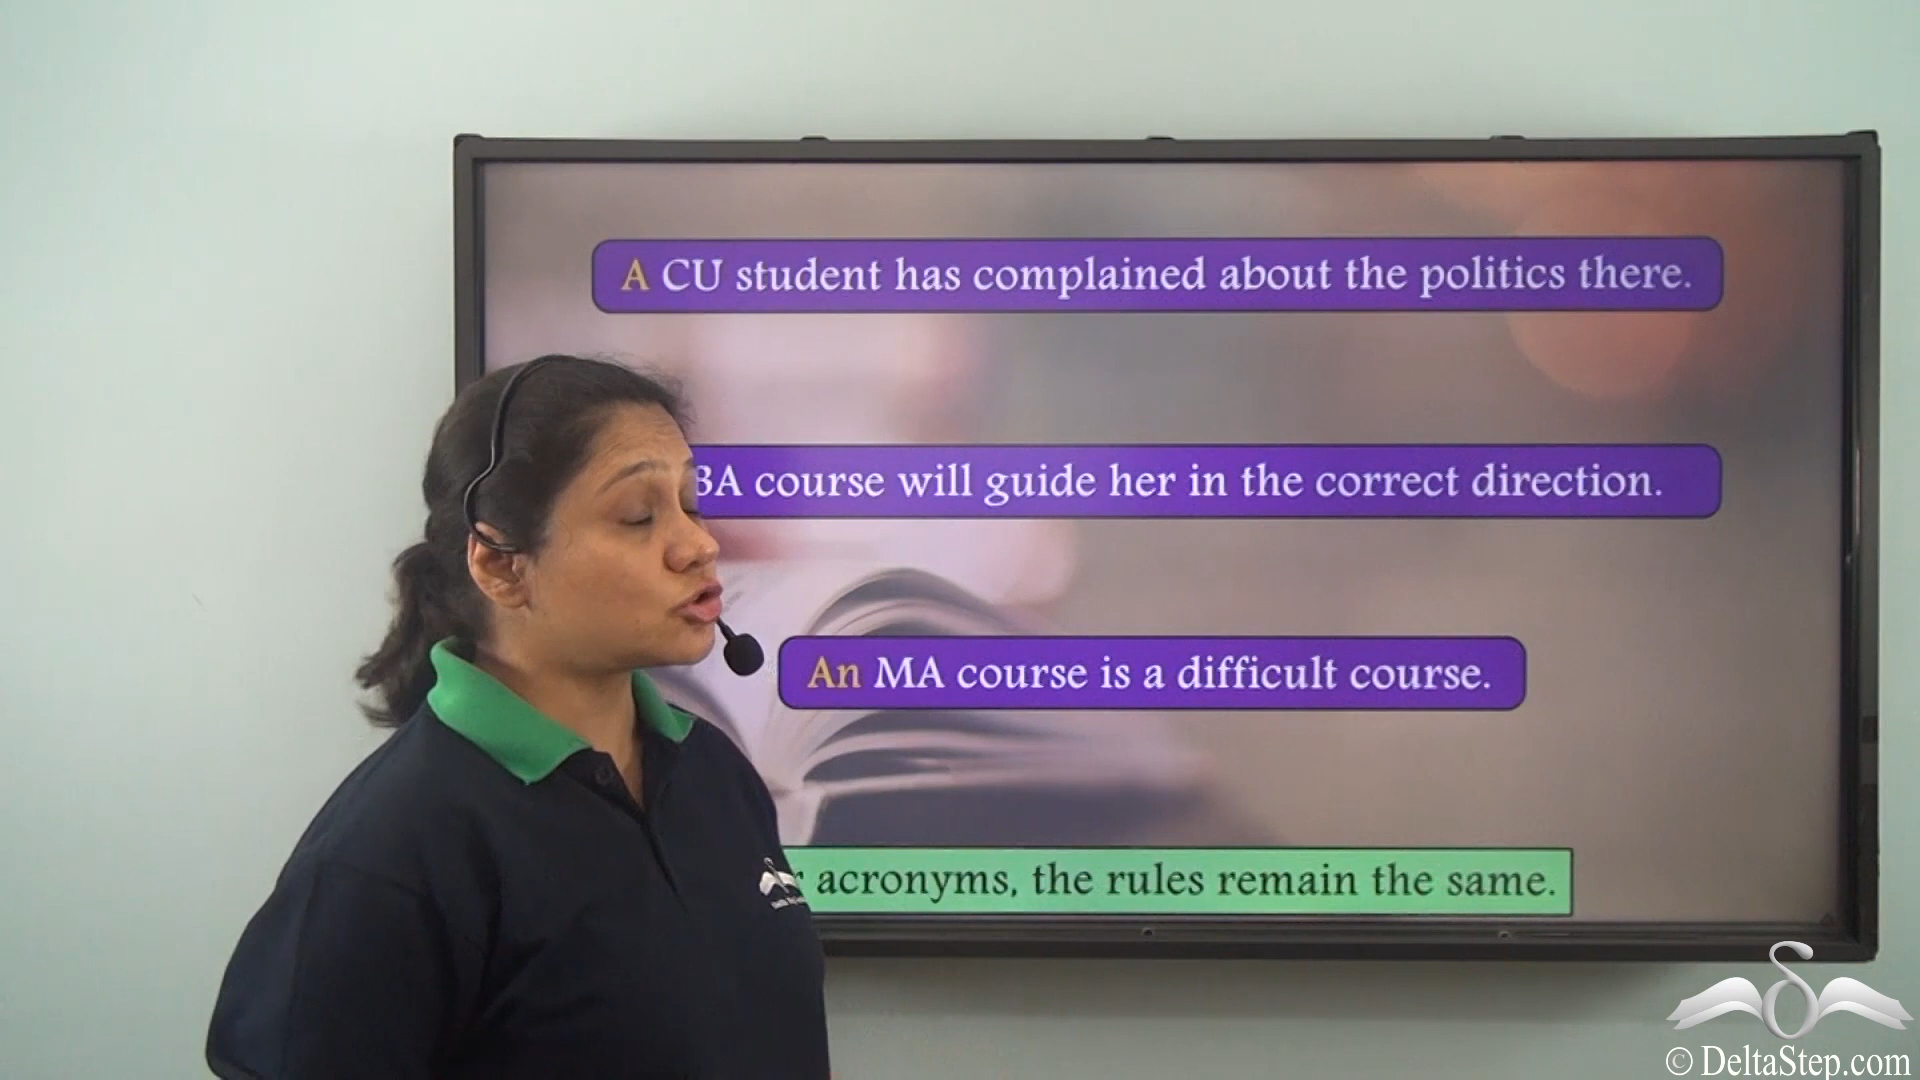 A CU student has complained about the politics there.
BA course will guide her in the correct direction.
An MA course is a difficult course.
acronyms, the rules remain the same.
© DeltaStep.com